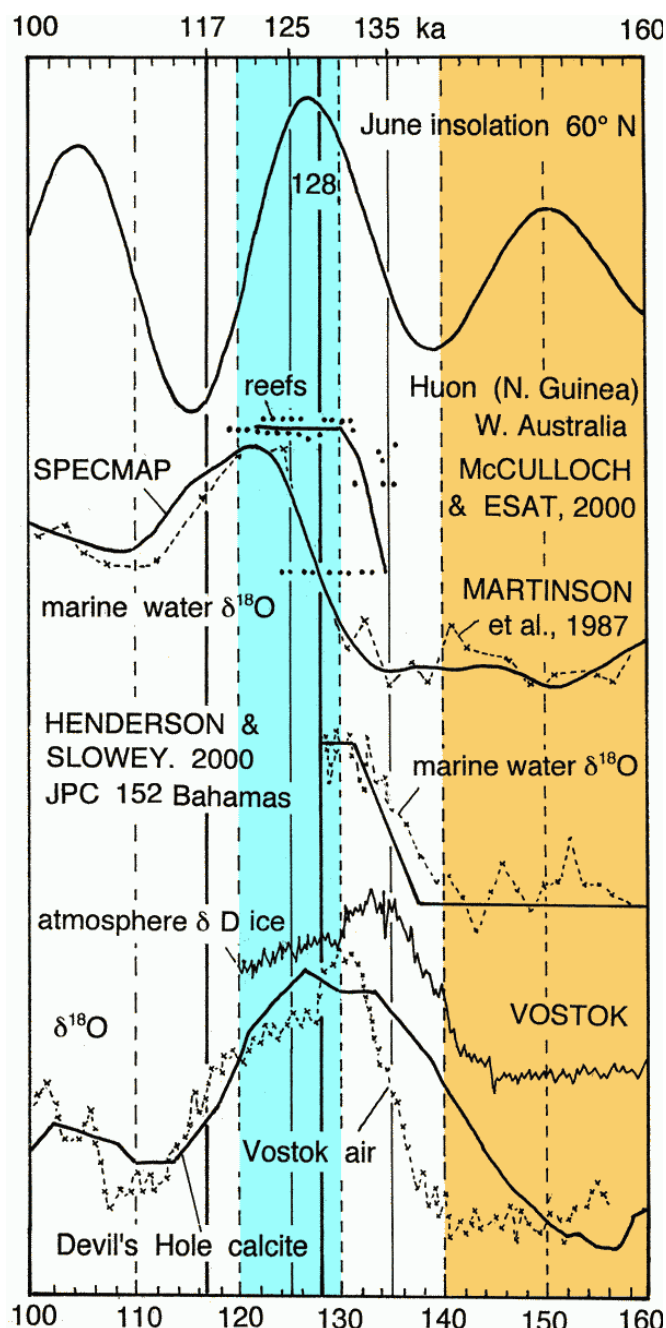 100 117 125 135 ka 160
June insolation 60° N
128
reefs
Huon (N. Guinea)
W. Australia
SPECMAP
McCULLOCH
& ESAT, 2000
marine water δ¹⁸O
MARTINSON
et al., 1987
HENDERSON &
SLOWEY. 2000
JPC 152 Bahamas
marine water δ¹⁸O
atmosphere δ D ice
δ¹⁸O
VOSTOK
Vostok air
Devil's Hole calcite
100 110 120 130 140 150 160